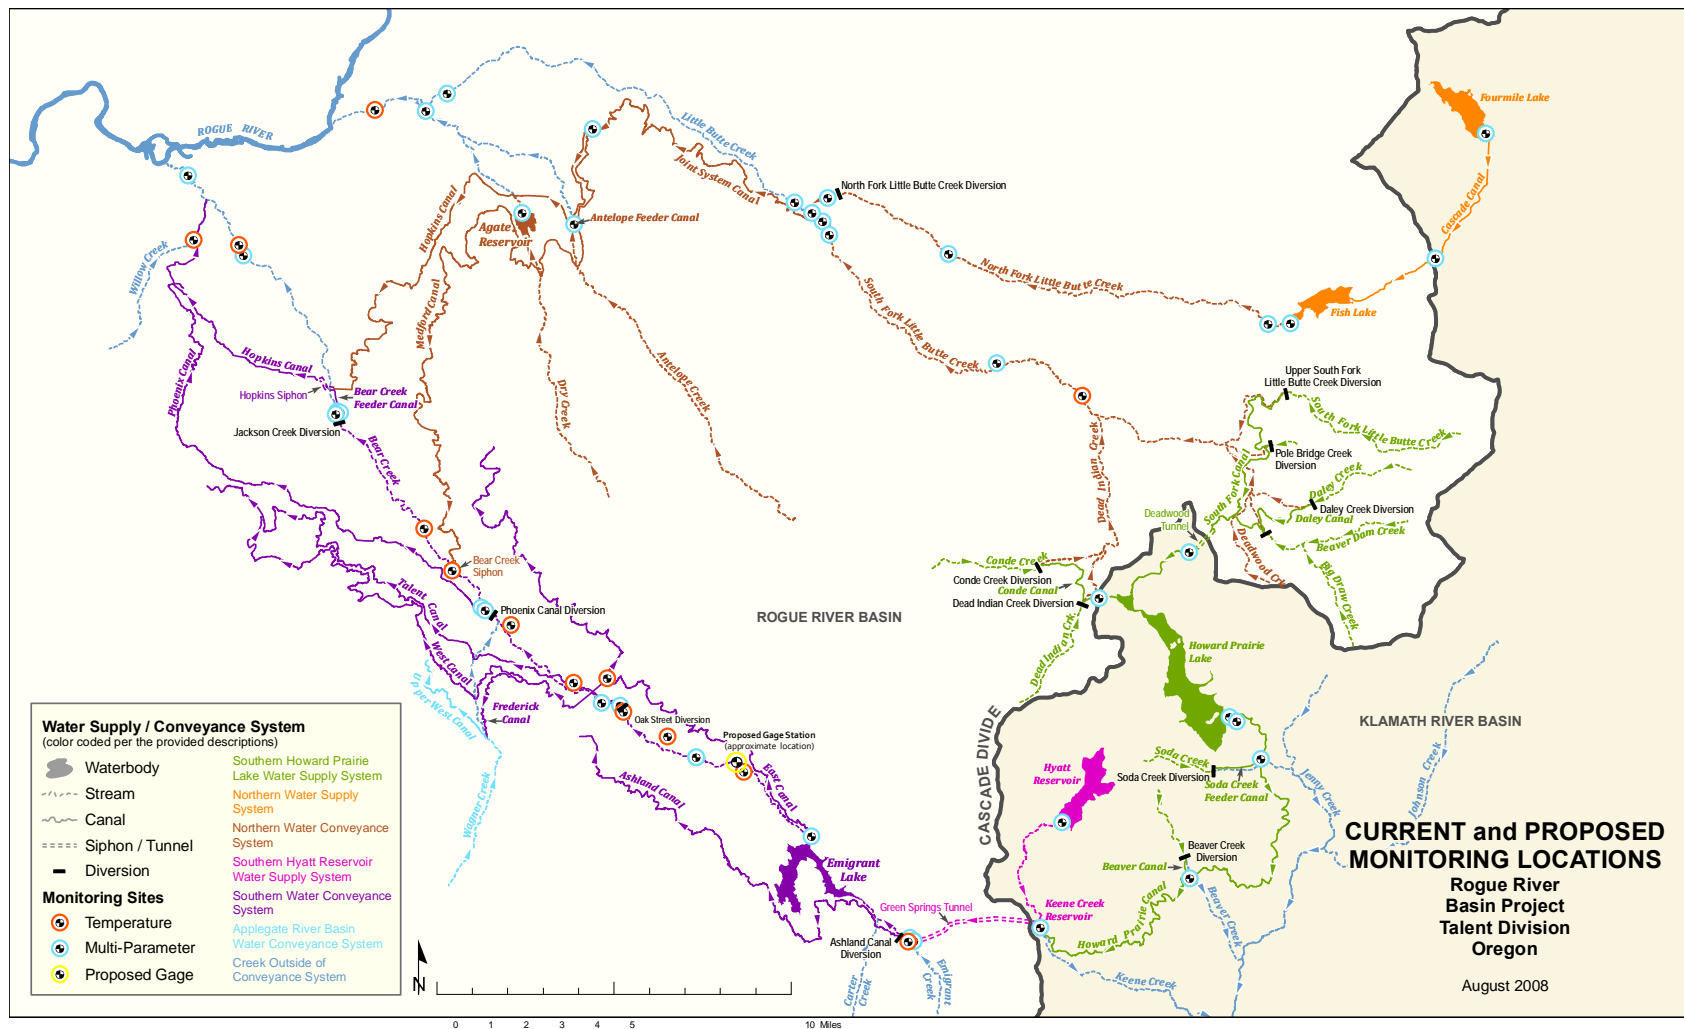 Fourmile Lake
ROGUE RIVER
Little Butte Creek
Joint System Canal
Cascade Canal
North Fork Little Butte Creek Diversion
Hopkins Canal
Agate
Reservoir
Antelope Feeder Canal
Willow Creek
North Fork Little Butte Creek
Fish Lake
Medford Canal
South Fork Little Butte Creek
Phoenix Canal
Hopkins Canal
Hopkins Siphon
Bear Creek
Feeder Canal
Dry Creek
Antelope Creek
Upper South Fork
Little Butte Creek Diversion
South Fork Little Butte Creek
Jackson Creek Diversion
Bear Creek
Dead Indian Creek
Pole Bridge Creek
Diversion
South Fork Canal
Daley Creek
Daley Creek Diversion
Daley Canal
Beaver Dam Creek
Deadwood
Tunnel
Deadwood Crk
Big Draw Creek
Bear Creek
Siphon
Conde Creek
Conde Creek Diversion
Conde Canal
Dead Indian Creek Diversion
Talent Canal
Phoenix Canal Diversion
ROGUE RIVER BASIN
Dead Indian Crk
Howard Prairie
Lake
West Canal
Upper West Canal
Frederick
Canal
Oak Street Diversion
KLAMATH RIVER BASIN
CASCADE DIVIDE
Proposed Gage Station
(approximate location)
East Canal
Ashland Canal
Wagner Creek
Hyatt
Reservoir
Soda Creek
Soda Creek Diversion
Soda Creek
Feeder Canal
Jenny Creek
Johnson Creek
Emigrant
Lake
Beaver Creek
Diversion
Beaver Canal
Beaver Creek
Howard Prairie Canal
Green Springs Tunnel
Keene Creek
Reservoir
Keene Creek
Ashland Canal
Diversion
Carter
Creek
Emigrant
Creek
Water Supply / Conveyance System
(color coded per the provided descriptions)
Waterbody
Stream
Canal
Siphon / Tunnel
Diversion
Monitoring Sites
Temperature
Multi-Parameter
Proposed Gage
Southern Howard Prairie
Lake Water Supply System
Northern Water Supply
System
Northern Water Conveyance
System
Southern Hyatt Reservoir
Water Supply System
Southern Water Conveyance
System
Applegate River Basin
Water Conveyance System
Creek Outside of
Conveyance System
N
0 1 2 3 4 5 10 Miles
CURRENT and PROPOSED
MONITORING LOCATIONS
Rogue River
Basin Project
Talent Division
Oregon
August 2008